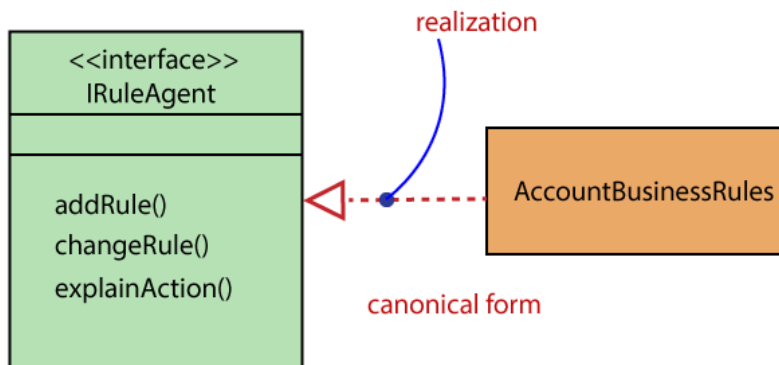 realization
<<interface>>
IRuleAgent
AccountBusinessRules
addRule()
changeRule()
explainAction()
canonical form